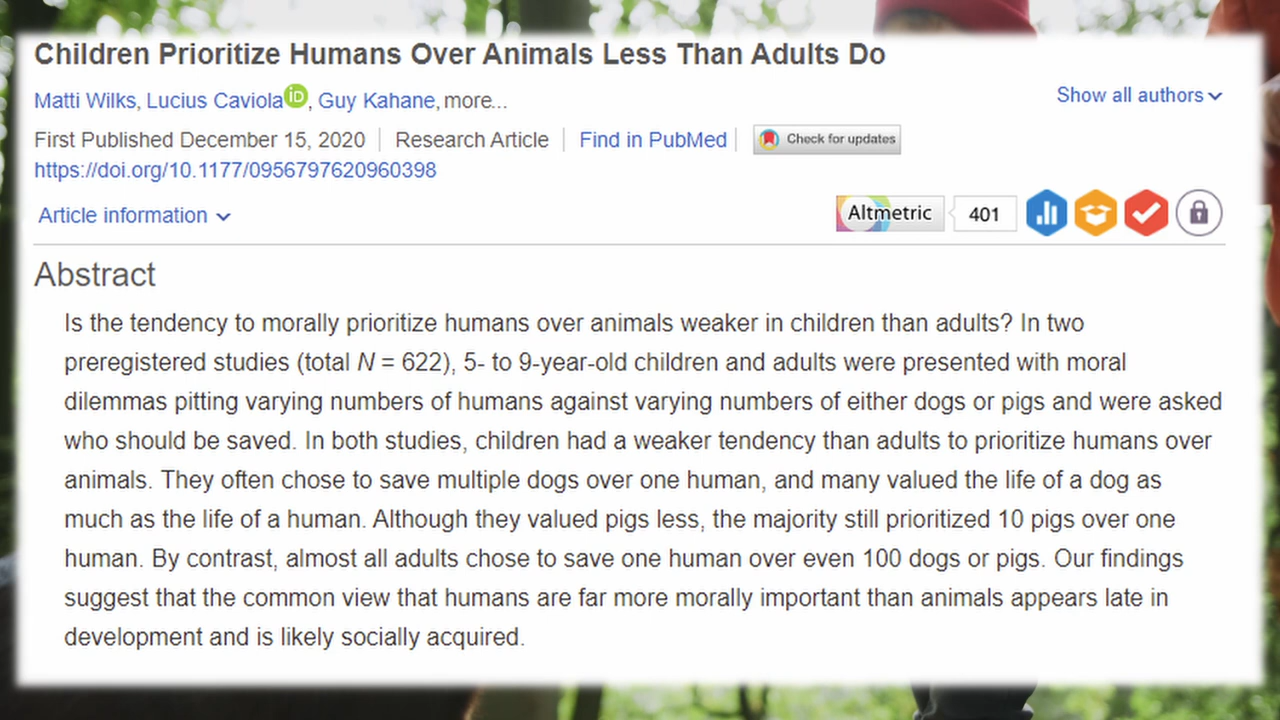 Children Prioritize Humans Over Animals Less Than Adults Do
Matti Wilks, Lucius Caviola iD, Guy Kahane, more...
Show all authors
First Published December 15, 2020 | Research Article | Find in PubMed | Check for updates
https://doi.org/10.1177/0956797620960398
Article information
Altmetric 401
Abstract
Is the tendency to morally prioritize humans over animals weaker in children than adults? In two
preregistered studies (total N = 622), 5- to 9-year-old children and adults were presented with moral
dilemmas pitting varying numbers of humans against varying numbers of either dogs or pigs and were asked
who should be saved. In both studies, children had a weaker tendency than adults to prioritize humans over
animals. They often chose to save multiple dogs over one human, and many valued the life of a dog as
much as the life of a human. Although they valued pigs less, the majority still prioritized 10 pigs over one
human. By contrast, almost all adults chose to save one human over even 100 dogs or pigs. Our findings
suggest that the common view that humans are far more morally important than animals appears late in
development and is likely socially acquired.